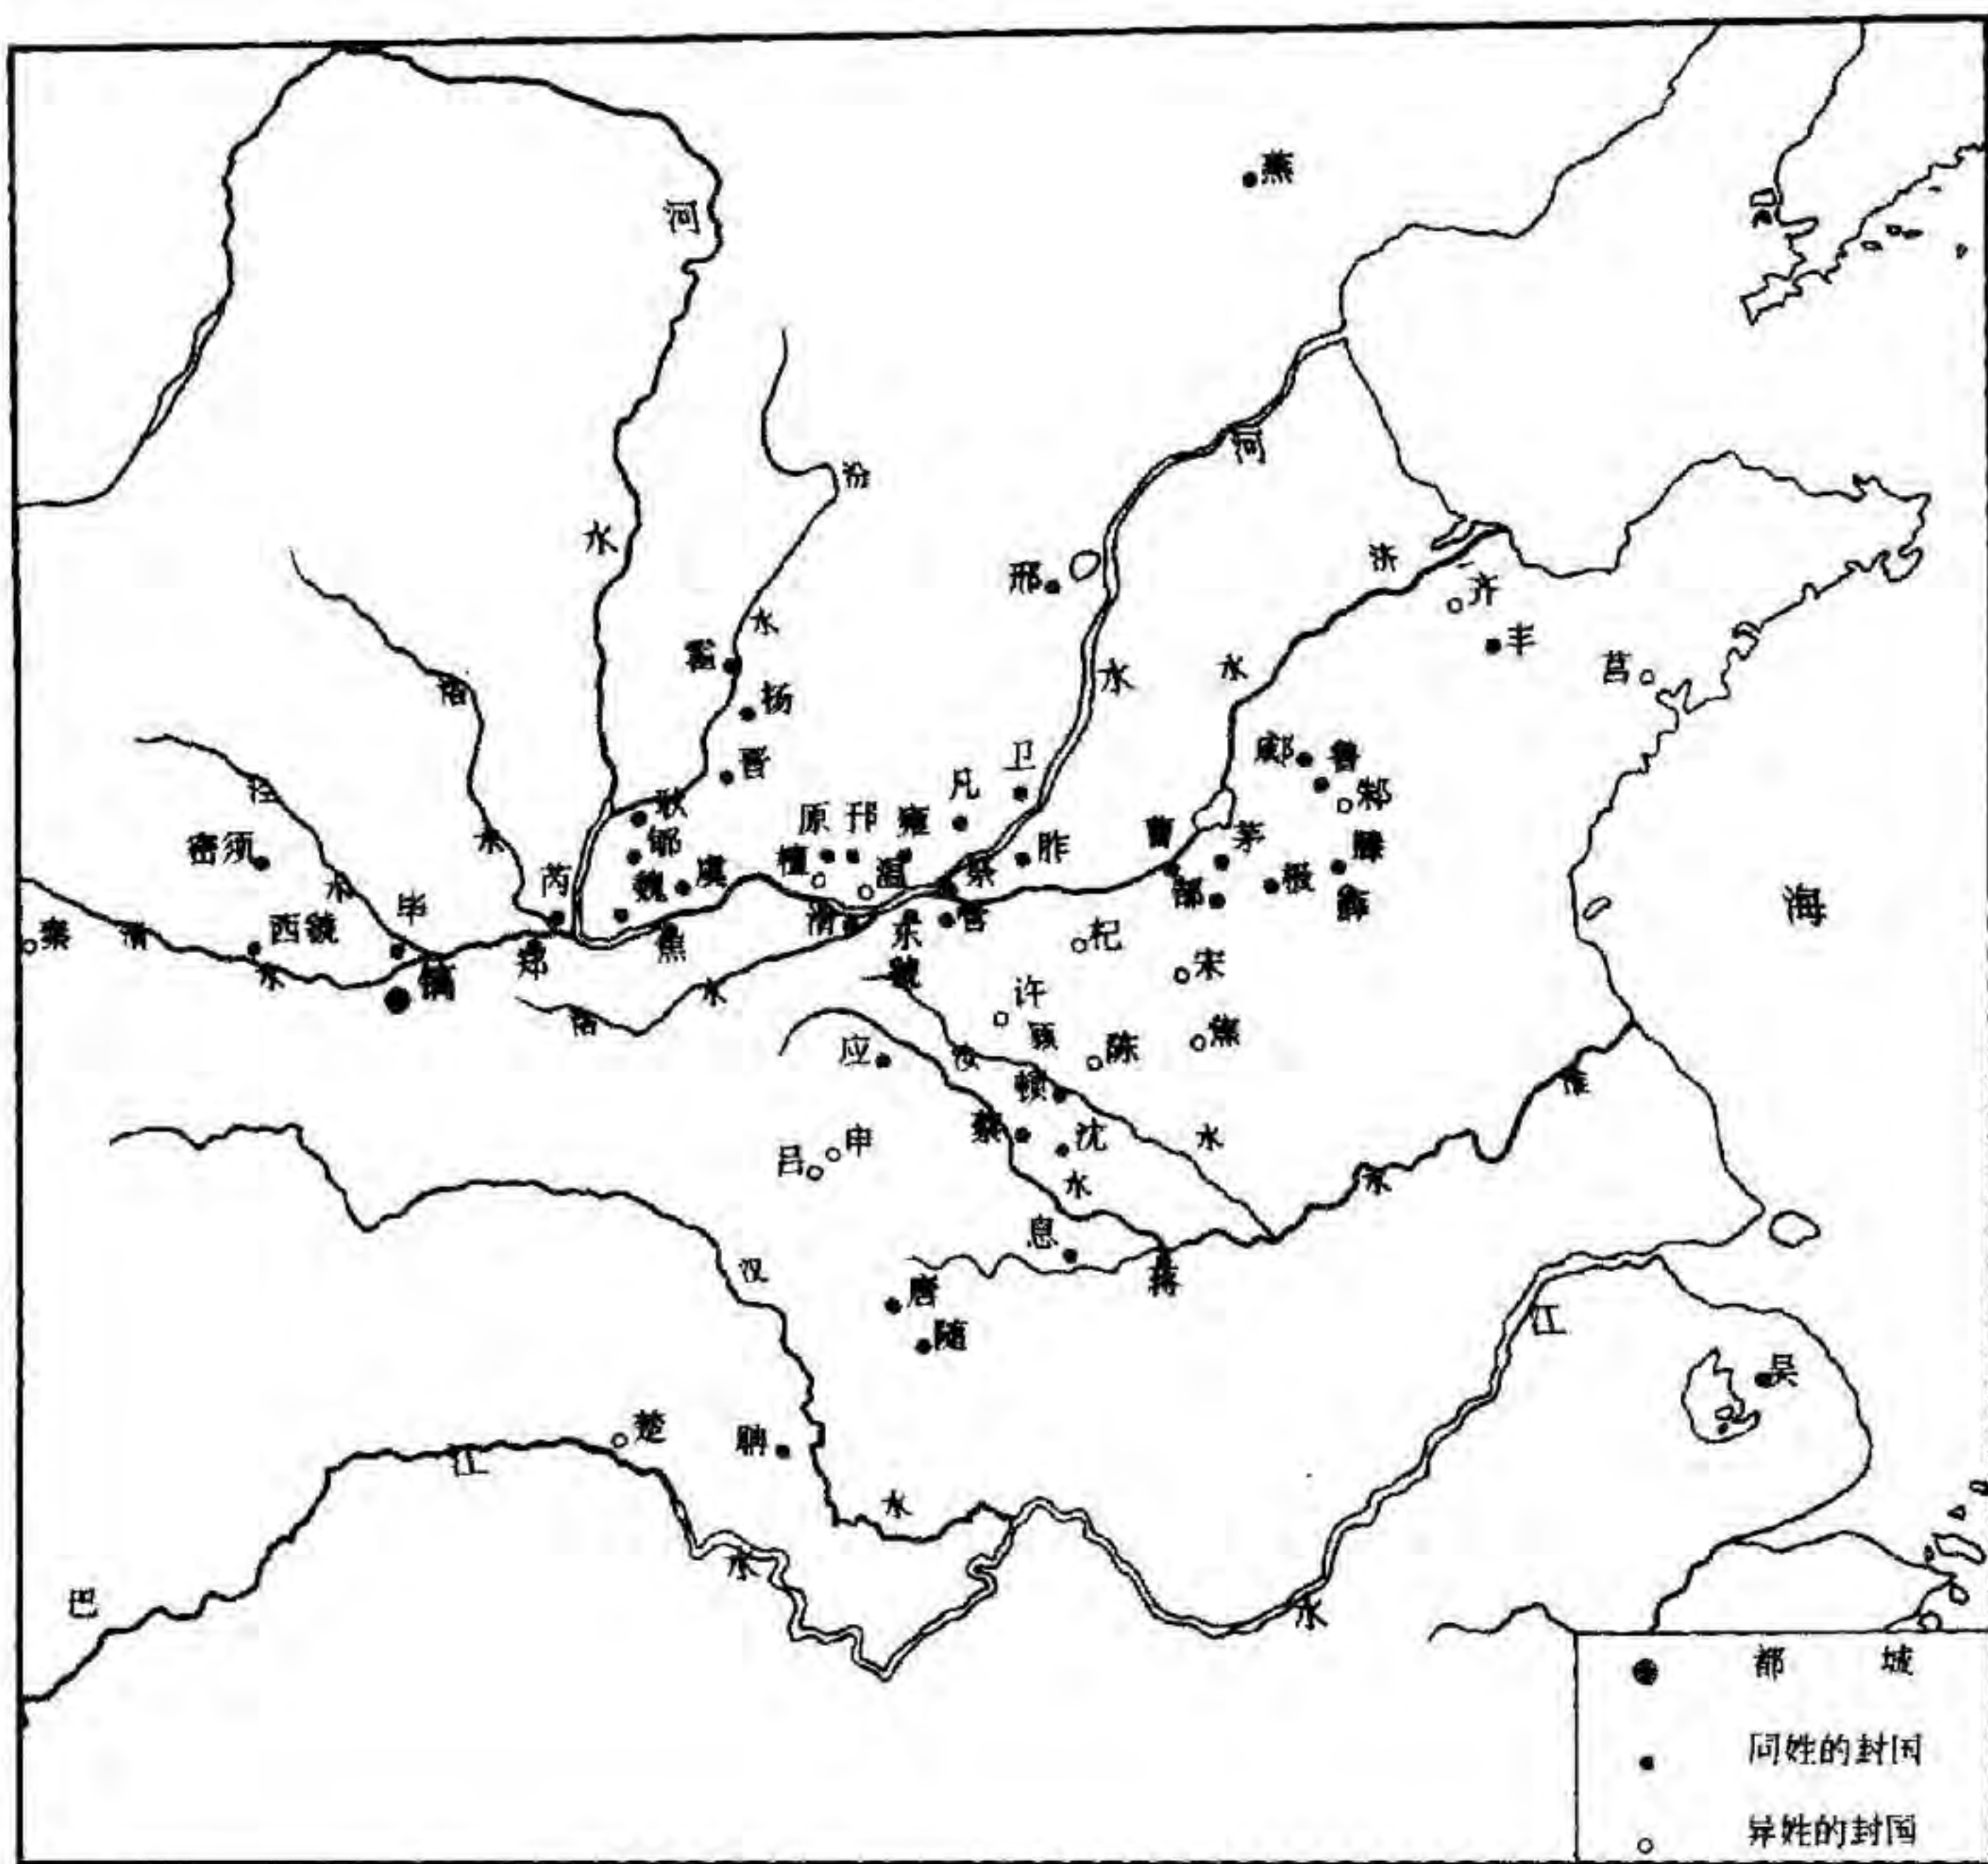 燕
河
汾
水
河
济
邢
水
齐
霍
水
丰
莒
洛
扬
水
水
郕
鲁
晋
卫
邾
泾
耿
原
邘
雍
凡
密须
水
郇
檀
温
胙
曹
茅
滕
水
芮
魏
虞
祭
郜
极
薛
毕
滑
东虢
管
海
秦
渭
西虢
郑
焦
杞
水
镐
宋
水
许
洛
应
汝
顾
陈
焦
顿
淮
蔡
沈
水
申
吕
水
水
息
汉
唐
蒋
随
江
吴
楚
聃
江
水
水
巴
水
都城
同姓的封国
异姓的封国